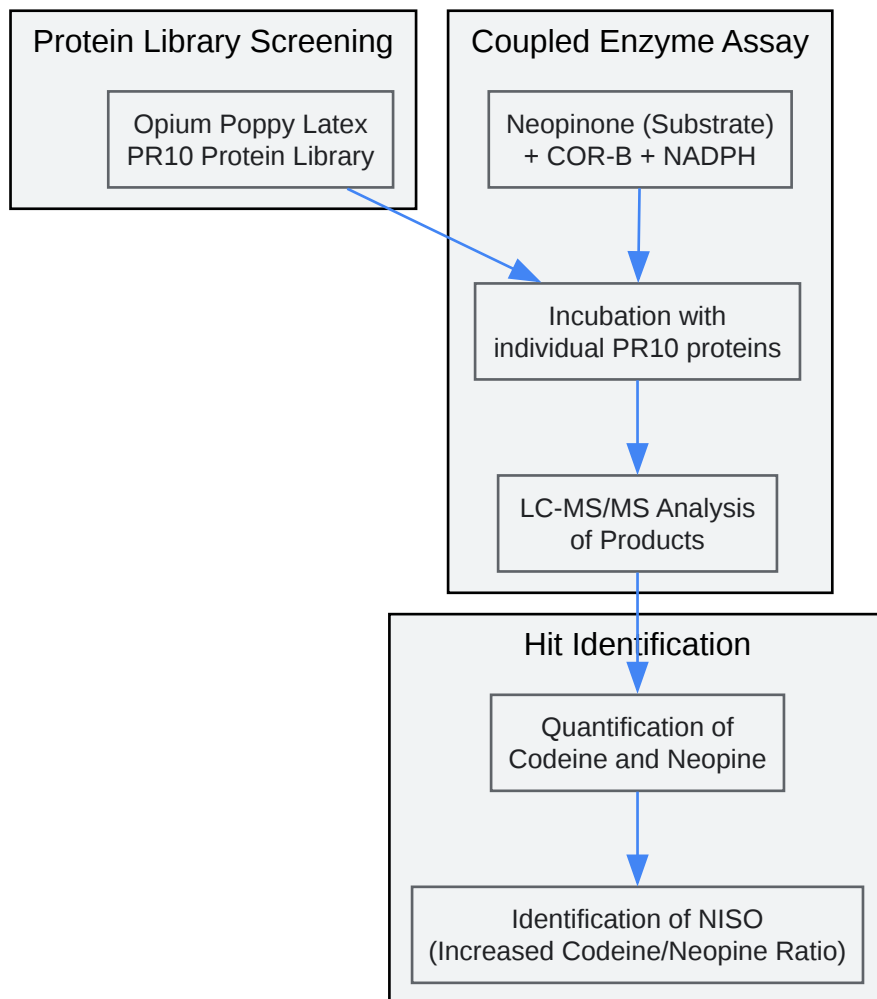 Protein Library Screening
Opium Poppy Latex
PR10 Protein Library
Coupled Enzyme Assay
Neopinone (Substrate)
+ COR-B + NADPH
Incubation with
individual PR10 proteins
LC-MS/MS Analysis
of Products
Hit Identification
Quantification of
Codeine and Neopine
Identification of NISO
(Increased Codeine/Neopine Ratio)